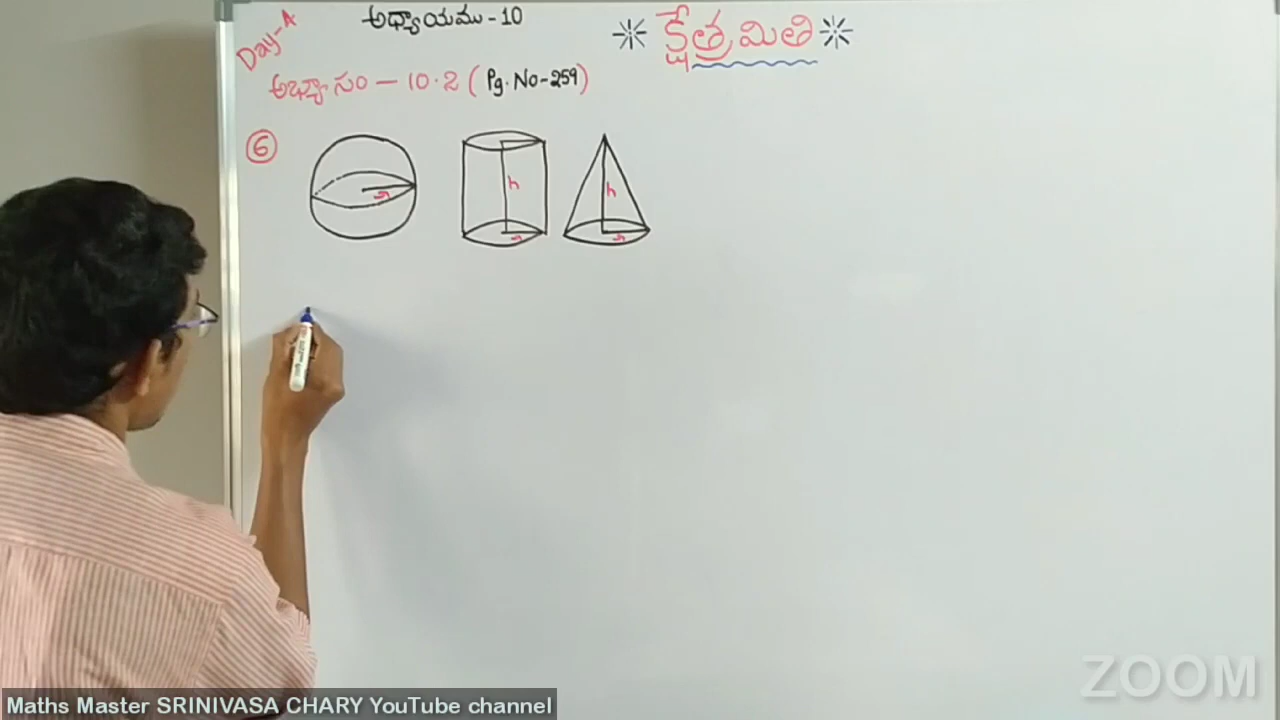 Day-4
అధ్యాయము - 10
* క్షేత్రమితి *
అభ్యాసం - 10.2 ( Pg.No-259)
6
r
h
r
h
r
Maths Master SRINIVASA CHARY YouTube channel
ZOOM